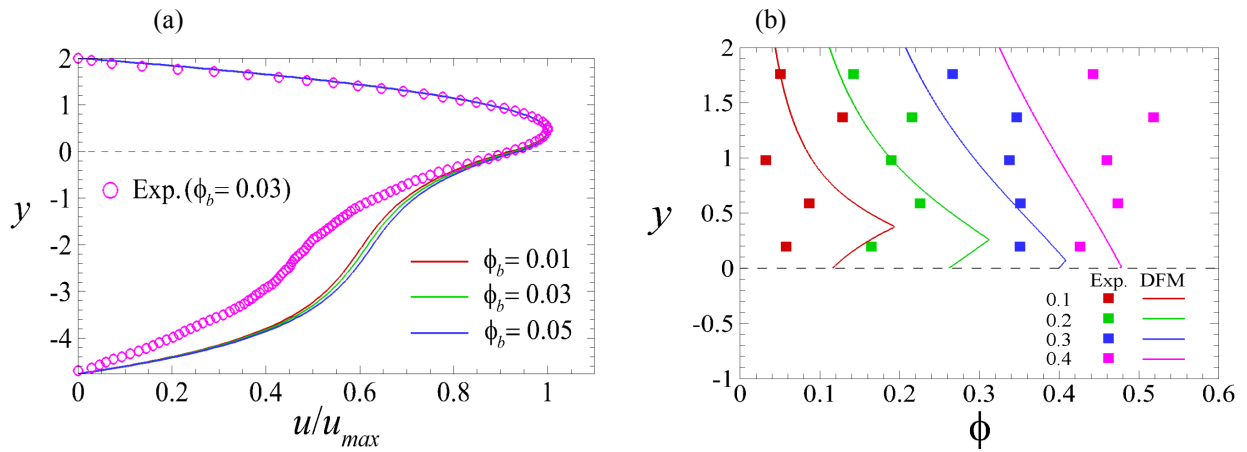 (a)
2
1
0
-1
-2
-3
-4
y
Exp. (ϕb = 0.03)
ϕb = 0.01
ϕb = 0.03
ϕb = 0.05
0 0.2 0.4 0.6 0.8 1
u/umax
(b)
2
1.5
1
0.5
0
-0.5
-1
y
Exp. DFM
0.1
0.2
0.3
0.4
0 0.1 0.2 0.3 0.4 0.5 0.6
ϕ